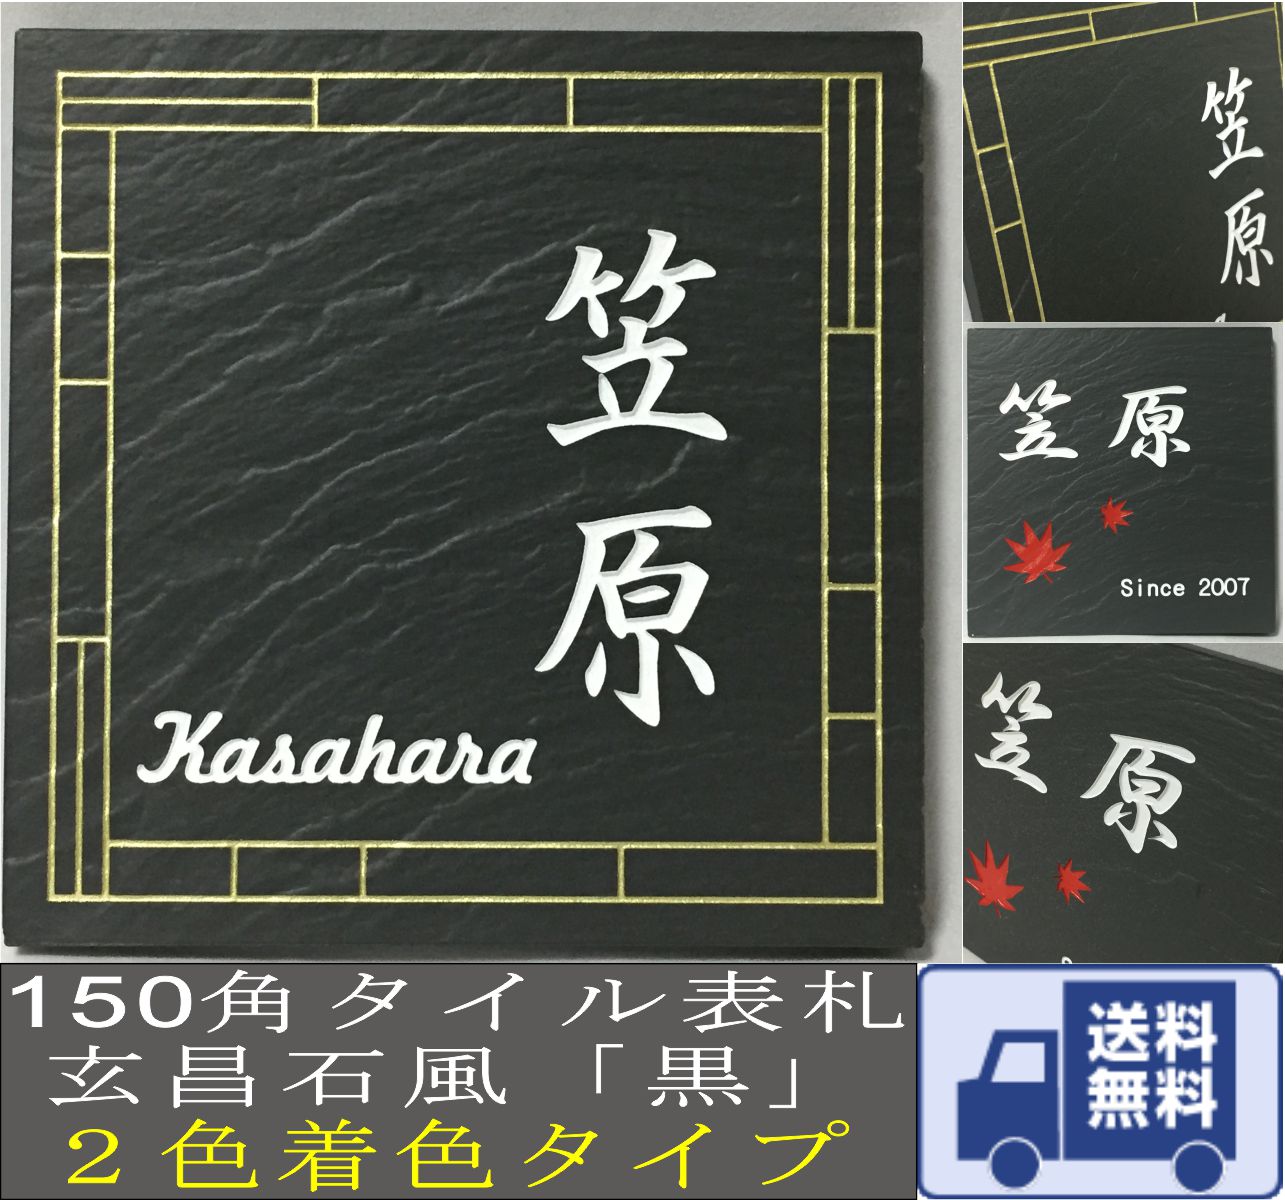 笠原
Kasahara
笠原
笠原
Since 2007
笠原
150角タイル表札
玄昌石風「黒」
2色着色タイプ
送料
無料